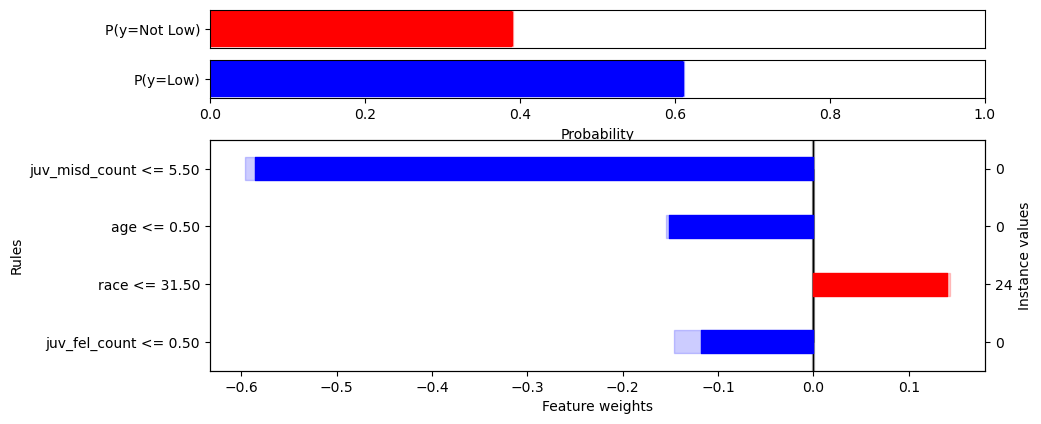 P(y=Not Low)
P(y=Low)
0.0 0.2 0.4 0.6 0.8 1.0
Probability
juv_misd_count <= 5.50 0
age <= 0.50 0
race <= 31.50 24
juv_fel_count <= 0.50 0
Rules
Instance values
−0.6 −0.5 −0.4 −0.3 −0.2 −0.1 0.0 0.1
Feature weights